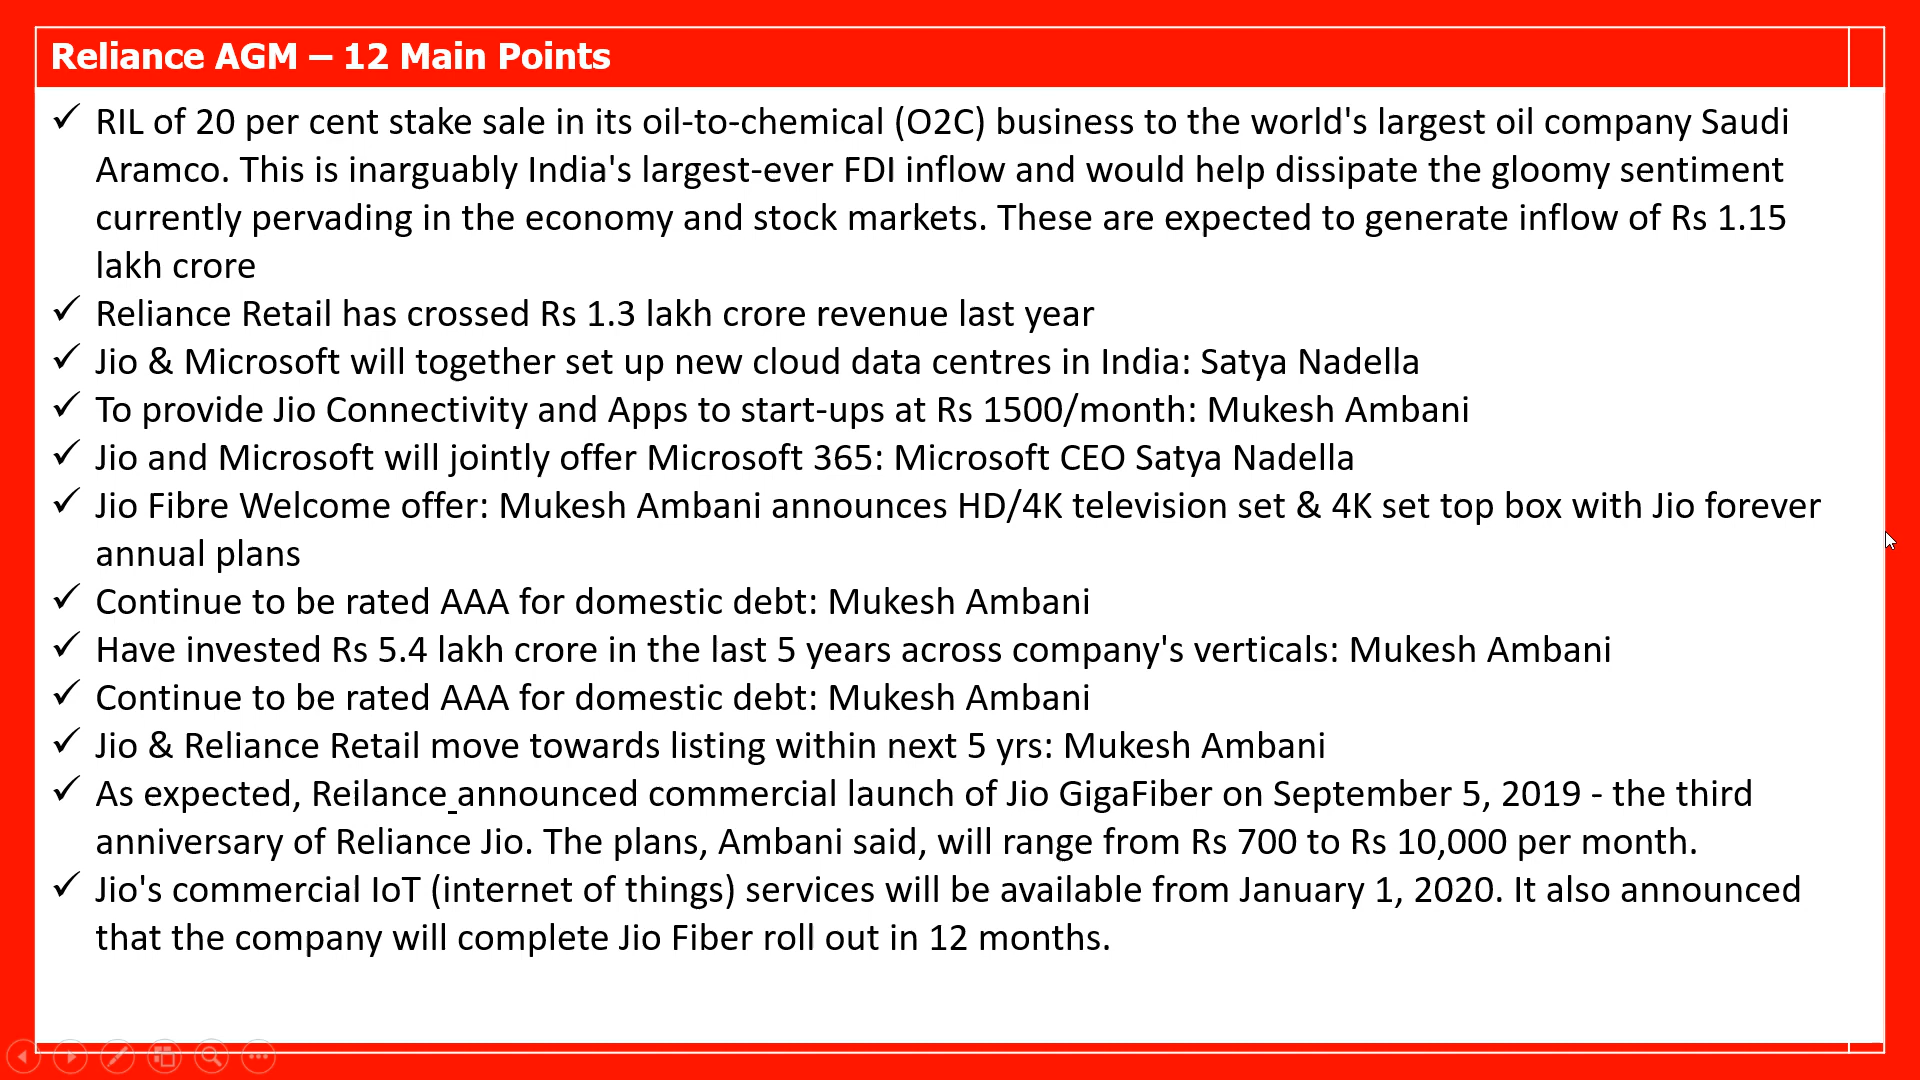 Reliance AGM – 12 Main Points
✓ RIL of 20 per cent stake sale in its oil-to-chemical (O2C) business to the world's largest oil company Saudi
Aramco. This is inarguably India's largest-ever FDI inflow and would help dissipate the gloomy sentiment
currently pervading in the economy and stock markets. These are expected to generate inflow of Rs 1.15
lakh crore
✓ Reliance Retail has crossed Rs 1.3 lakh crore revenue last year
✓ Jio & Microsoft will together set up new cloud data centres in India: Satya Nadella
✓ To provide Jio Connectivity and Apps to start-ups at Rs 1500/month: Mukesh Ambani
✓ Jio and Microsoft will jointly offer Microsoft 365: Microsoft CEO Satya Nadella
✓ Jio Fibre Welcome offer: Mukesh Ambani announces HD/4K television set & 4K set top box with Jio forever
annual plans
✓ Continue to be rated AAA for domestic debt: Mukesh Ambani
✓ Have invested Rs 5.4 lakh crore in the last 5 years across company's verticals: Mukesh Ambani
✓ Continue to be rated AAA for domestic debt: Mukesh Ambani
✓ Jio & Reliance Retail move towards listing within next 5 yrs: Mukesh Ambani
✓ As expected, Reilance announced commercial launch of Jio GigaFiber on September 5, 2019 - the third
anniversary of Reliance Jio. The plans, Ambani said, will range from Rs 700 to Rs 10,000 per month.
✓ Jio's commercial IoT (internet of things) services will be available from January 1, 2020. It also announced
that the company will complete Jio Fiber roll out in 12 months.